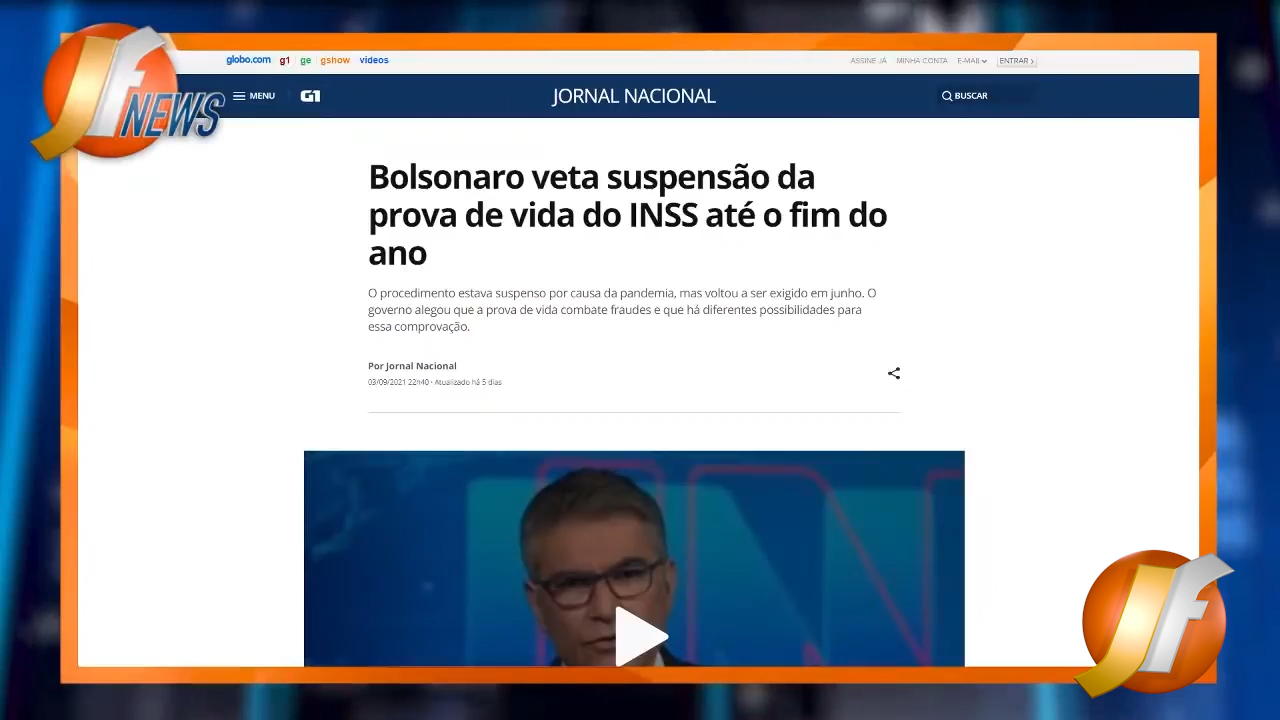 Jf NEWS
globo.com g1 ge gshow vídeos
ASSINE JÁ MINHA CONTA E-MAIL ENTRAR ›
MENU G1 JORNAL NACIONAL BUSCAR
Bolsonaro veta suspensão da
prova de vida do INSS até o fim do
ano
O procedimento estava suspenso por causa da pandemia, mas voltou a ser exigido em junho. O
governo alegou que a prova de vida combate fraudes e que há diferentes possibilidades para
essa comprovação.
Por Jornal Nacional
03/09/2021 22h40 · Atualizado há 5 dias
Jf